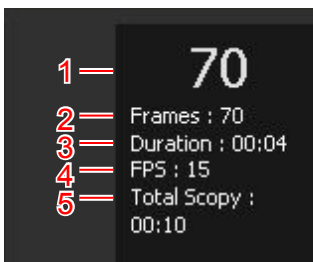 70
1
2 Frames : 70
3 Duration : 00:04
4 FPS : 15
5 Total Scopy :
00:10